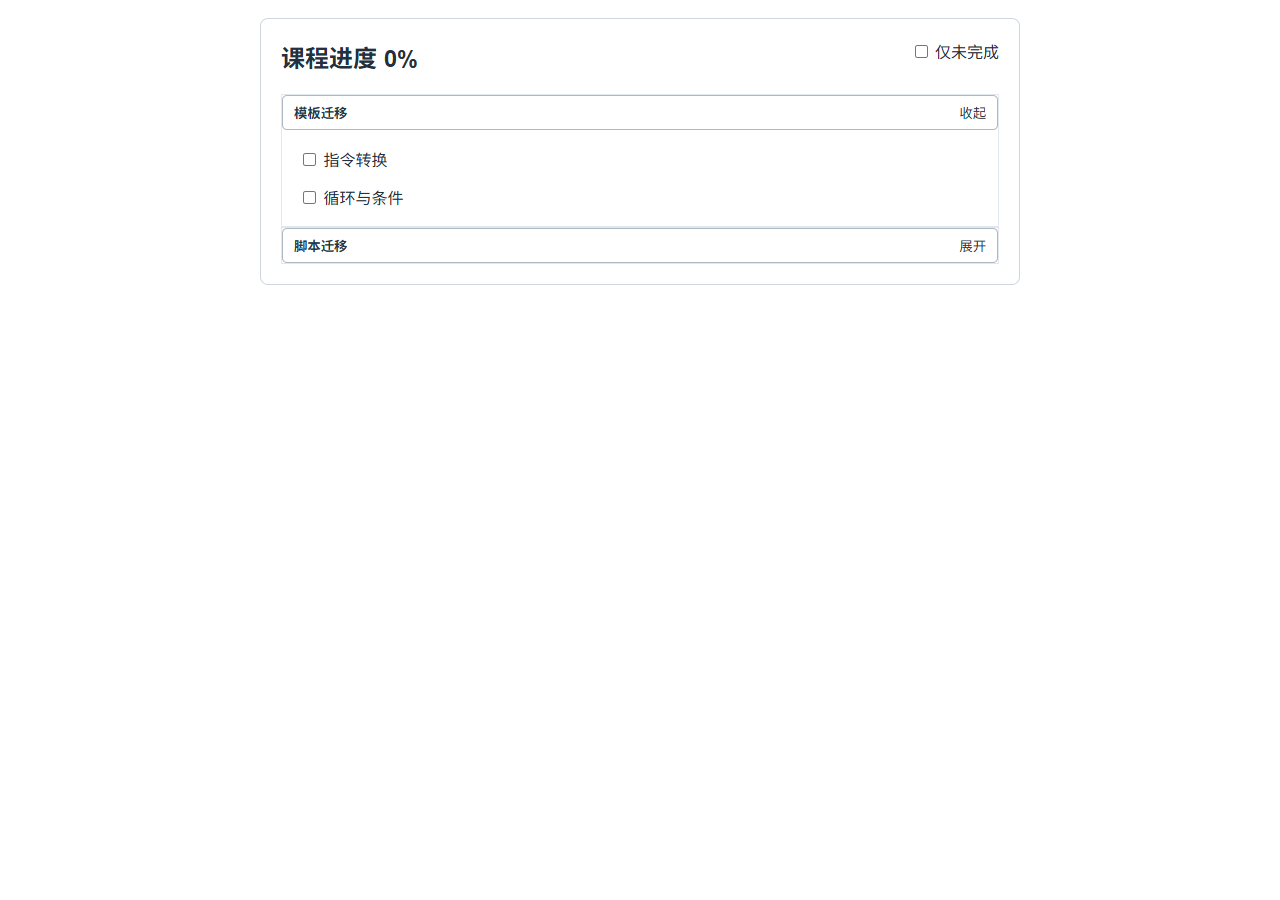 课程进度 0%
仅未完成
模板迁移 收起
指令转换
循环与条件
脚本迁移 展开